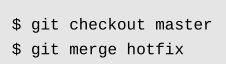 $ git checkout master
$ git merge hotfix